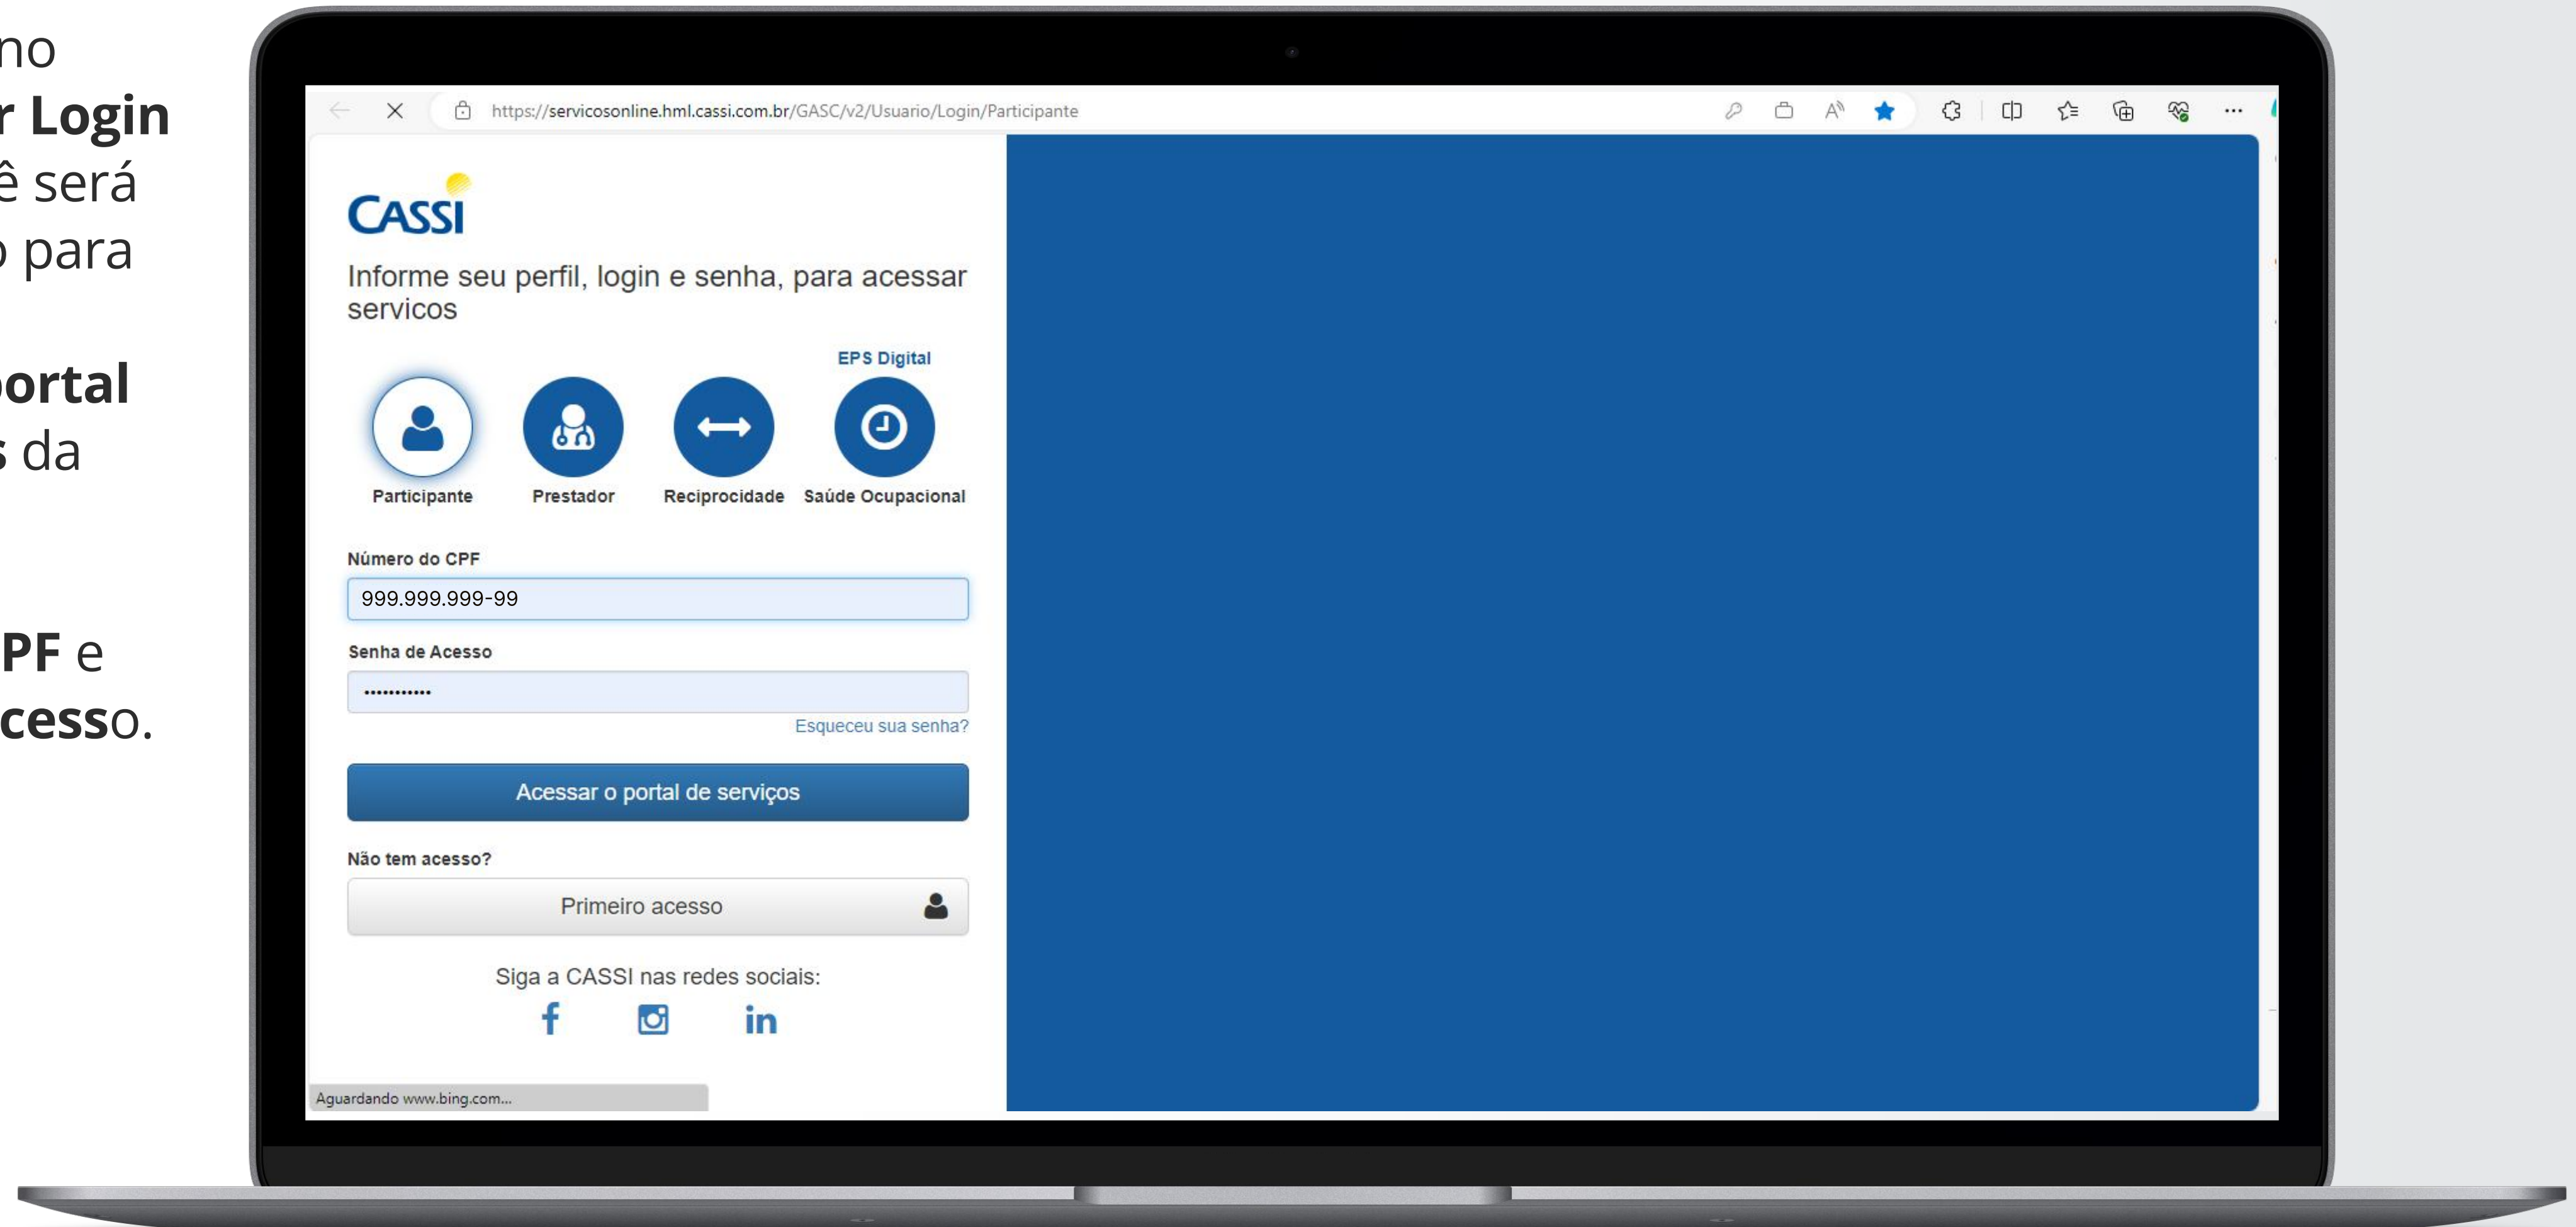 no
r Login
ê será
o para
portal
s da
PF e
cesso.
https://servicosonline.hml.cassi.com.br/GASC/v2/Usuario/Login/Participante
CASSI
Informe seu perfil, login e senha, para acessar
servicos
EPS Digital
Participante Prestador Reciprocidade Saúde Ocupacional
Número do CPF
999.999.999-99
Senha de Acesso
•••••••••••
Esqueceu sua senha?
Acessar o portal de serviços
Não tem acesso?
Primeiro acesso
Siga a CASSI nas redes sociais:
Aguardando www.bing.com...